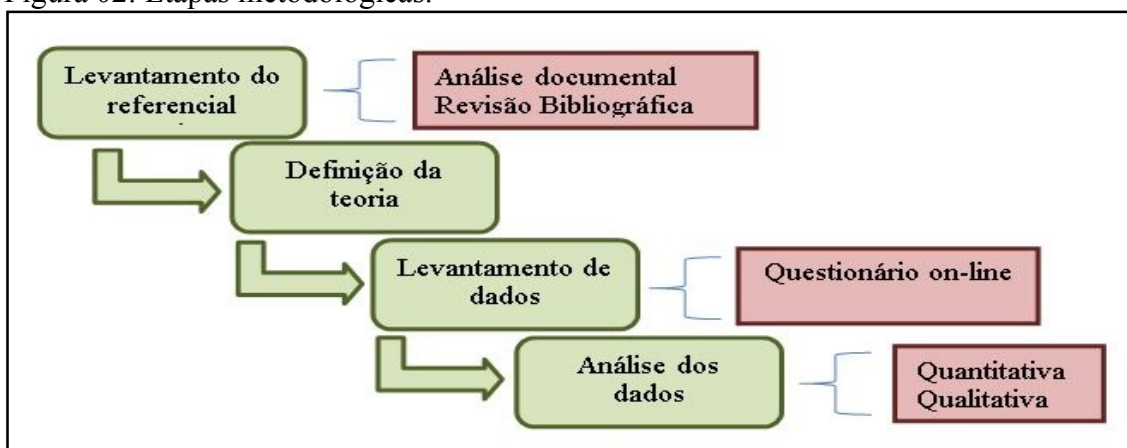 Figura 02: Etapas metodológicas.
Levantamento do
referencial
Análise documental
Revisão Bibliográfica
Definição da
teoria
Levantamento de
dados
Questionário on-line
Análise dos
dados
Quantitativa
Qualitativa